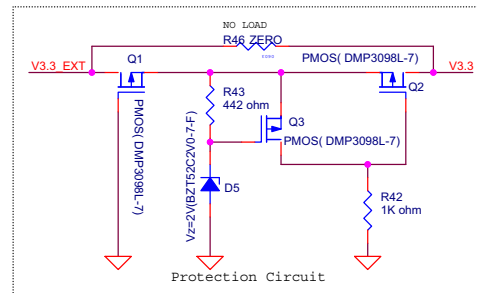 NO LOAD
R46 ZERO
V3.3_EXT
Q1
PMOS( DMP3098L-7)
V3.3
Q2
R43
442 ohm
Q3
PMOS( DMP3098L-7)
PMOS( DMP3098L-7)
Vz=2V(BZT52C2V0-7-F)
D5
R42
1K ohm
Protection Circuit